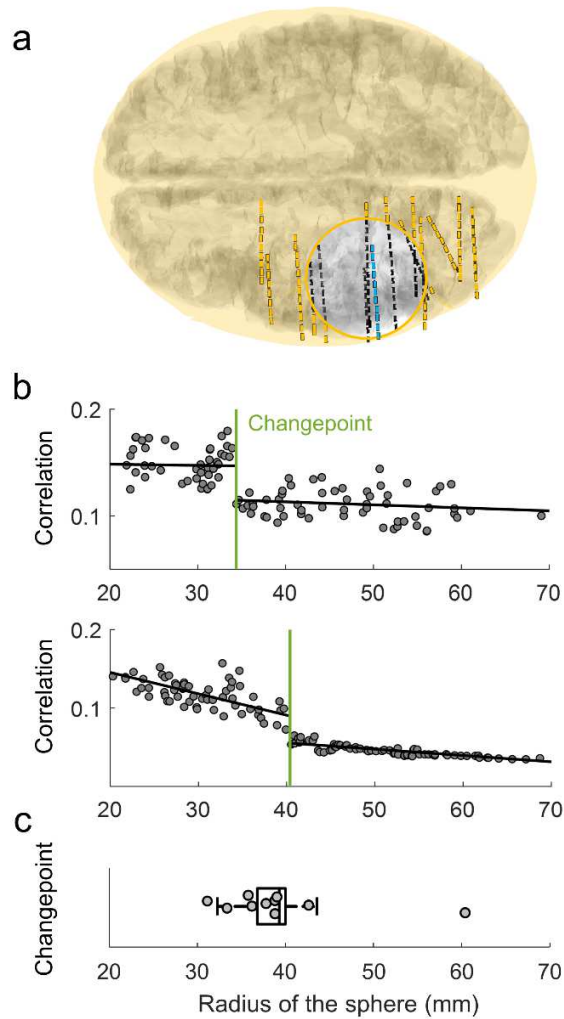 a
b
0.2
Changepoint
Correlation
0.1
20 30 40 50 60 70
0.2
Correlation
0.1
20 30 40 50 60 70
c
Changepoint
20 30 40 50 60 70
Radius of the sphere (mm)